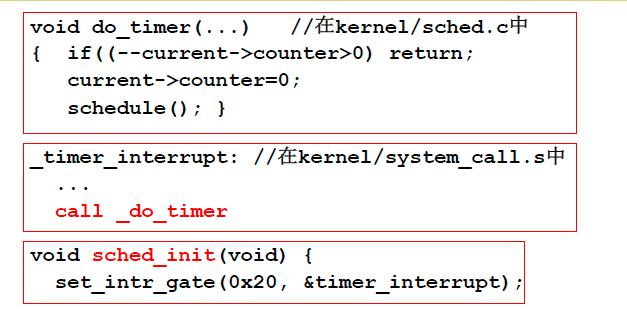 void do_timer(...)   //在kernel/sched.c中
{  if((--current->counter>0) return;
   current->counter=0;
   schedule(); }
_timer_interrupt: //在kernel/system_call.s中
  ...
  call _do_timer
void sched_init(void) {
  set_intr_gate(0x20, &timer_interrupt);